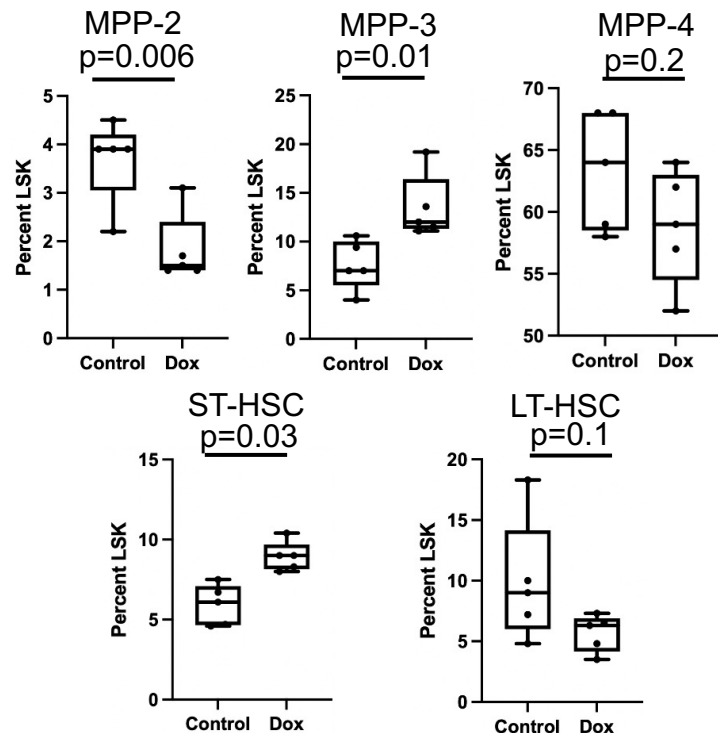 MPP-2
p=0.006
5
4
3
2
1
0
Percent LSK
Control
Dox
MPP-3
p=0.01
25
20
15
10
5
0
Percent LSK
Control
Dox
MPP-4
p=0.2
70
65
60
55
50
Percent LSK
Control
Dox
ST-HSC
p=0.03
15
10
5
0
Percent LSK
Control
Dox
LT-HSC
p=0.1
20
15
10
5
0
Percent LSK
Control
Dox